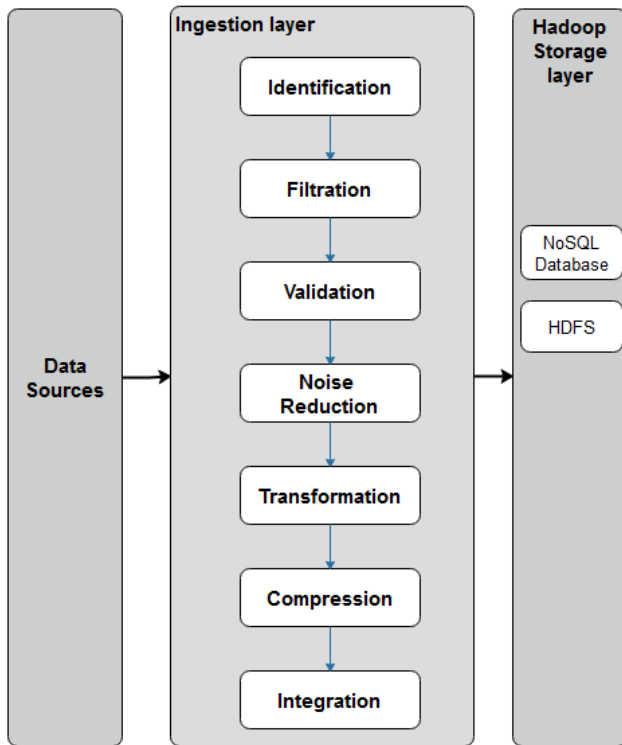 Data
Sources
Ingestion layer
Identification
Filtration
Validation
Noise
Reduction
Transformation
Compression
Integration
Hadoop
Storage
layer
NoSQL
Database
HDFS